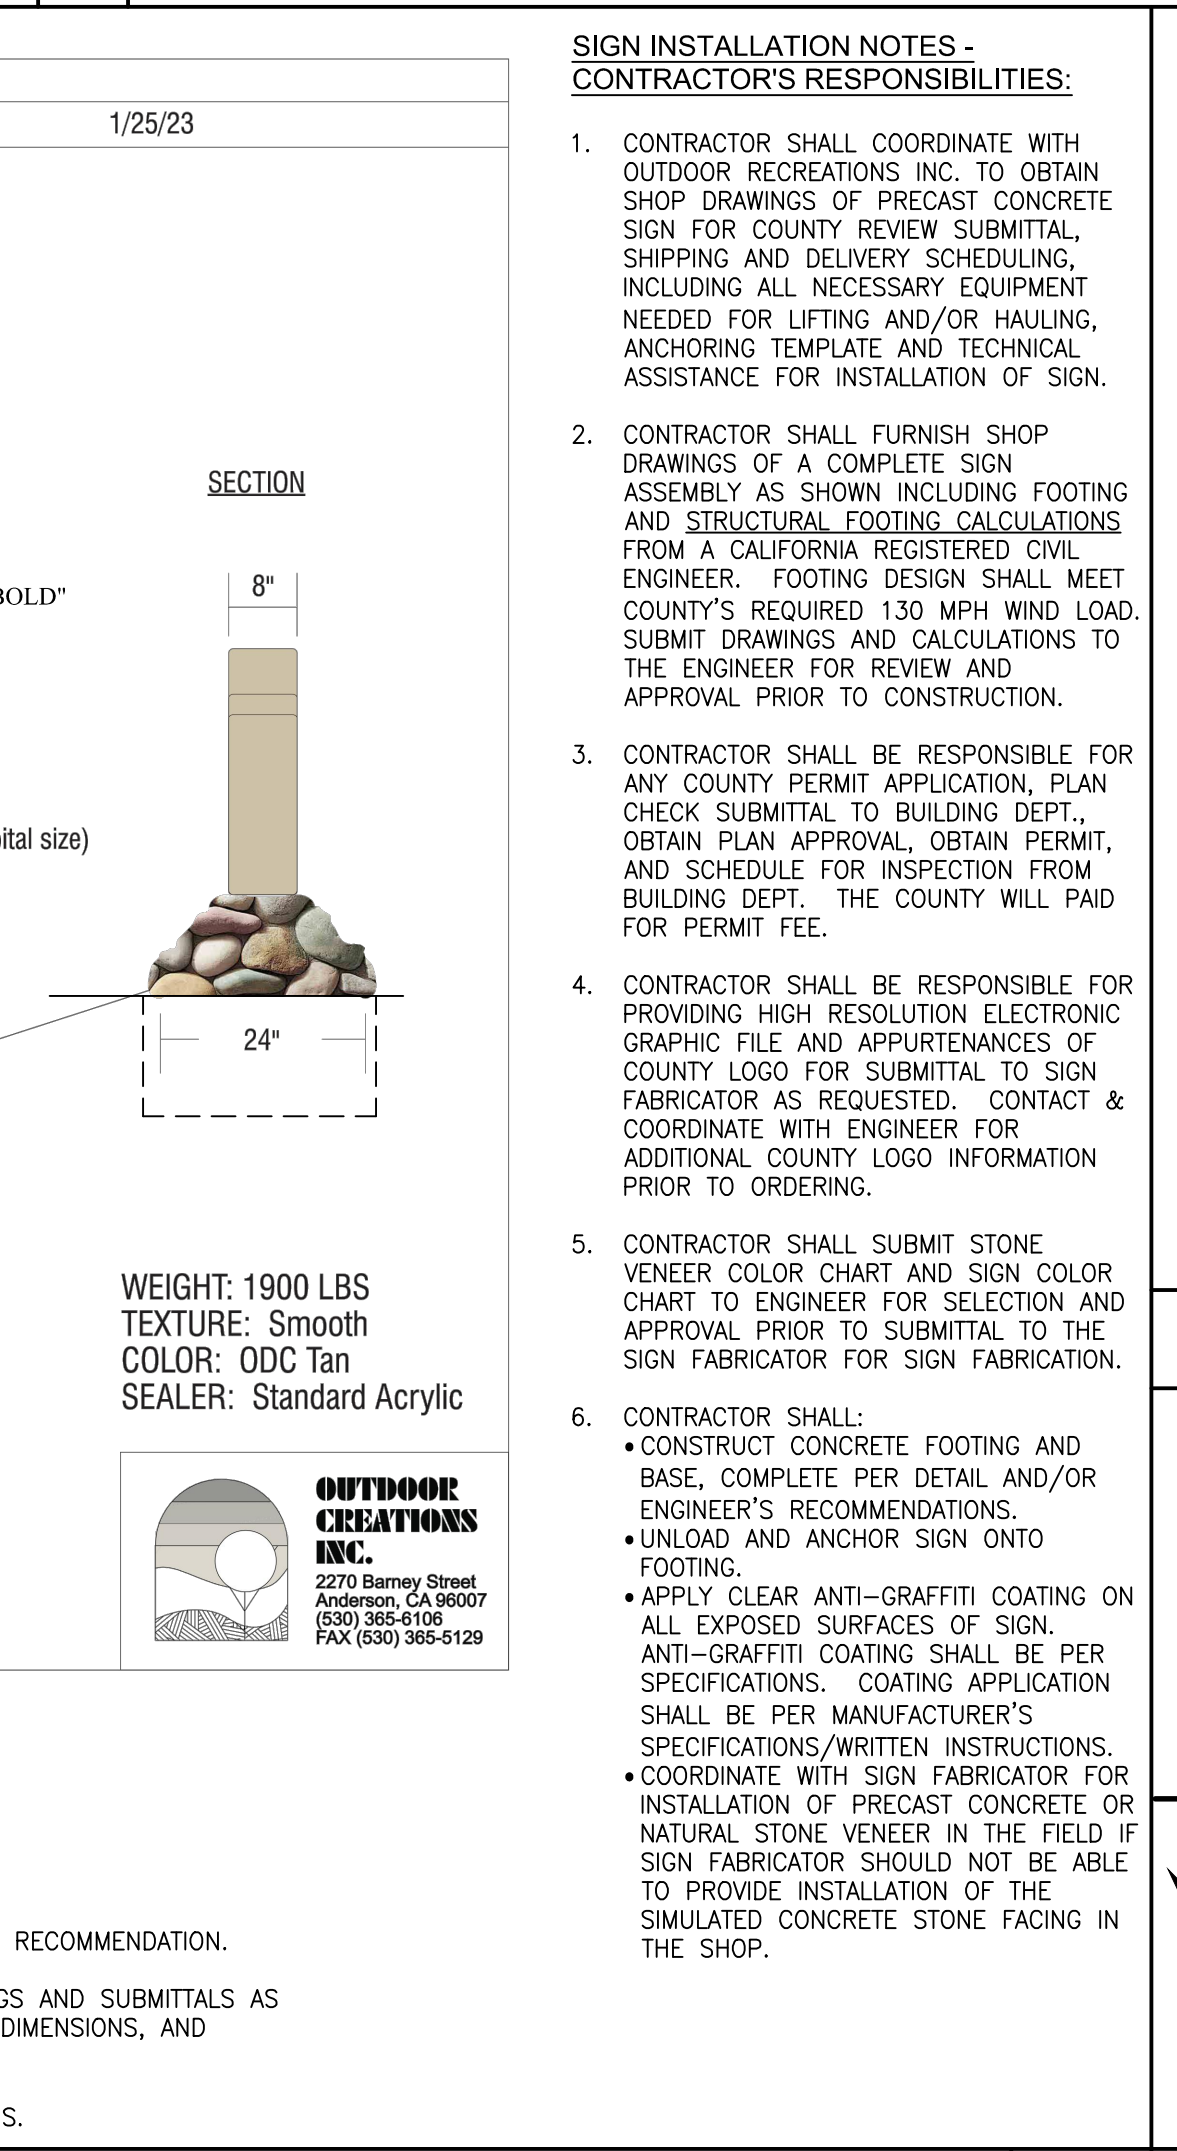 1/25/23
SECTION
8"
BOLD"
pital size)
24"
WEIGHT: 1900 LBS
TEXTURE: Smooth
COLOR: ODC Tan
SEALER: Standard Acrylic
OUTDOOR
CREATIONS
INC.
2270 Barney Street
Anderson, CA 96007
(530) 365-6106
FAX (530) 365-5129
RECOMMENDATION.
GS AND SUBMITTALS AS
DIMENSIONS, AND
S.
SIGN INSTALLATION NOTES -
CONTRACTOR'S RESPONSIBILITIES:
1. CONTRACTOR SHALL COORDINATE WITH
OUTDOOR RECREATIONS INC. TO OBTAIN
SHOP DRAWINGS OF PRECAST CONCRETE
SIGN FOR COUNTY REVIEW SUBMITTAL,
SHIPPING AND DELIVERY SCHEDULING,
INCLUDING ALL NECESSARY EQUIPMENT
NEEDED FOR LIFTING AND/OR HAULING,
ANCHORING TEMPLATE AND TECHNICAL
ASSISTANCE FOR INSTALLATION OF SIGN.
2. CONTRACTOR SHALL FURNISH SHOP
DRAWINGS OF A COMPLETE SIGN
ASSEMBLY AS SHOWN INCLUDING FOOTING
AND STRUCTURAL FOOTING CALCULATIONS
FROM A CALIFORNIA REGISTERED CIVIL
ENGINEER. FOOTING DESIGN SHALL MEET
COUNTY'S REQUIRED 130 MPH WIND LOAD.
SUBMIT DRAWINGS AND CALCULATIONS TO
THE ENGINEER FOR REVIEW AND
APPROVAL PRIOR TO CONSTRUCTION.
3. CONTRACTOR SHALL BE RESPONSIBLE FOR
ANY COUNTY PERMIT APPLICATION, PLAN
CHECK SUBMITTAL TO BUILDING DEPT.,
OBTAIN PLAN APPROVAL, OBTAIN PERMIT,
AND SCHEDULE FOR INSPECTION FROM
BUILDING DEPT. THE COUNTY WILL PAID
FOR PERMIT FEE.
4. CONTRACTOR SHALL BE RESPONSIBLE FOR
PROVIDING HIGH RESOLUTION ELECTRONIC
GRAPHIC FILE AND APPURTENANCES OF
COUNTY LOGO FOR SUBMITTAL TO SIGN
FABRICATOR AS REQUESTED. CONTACT &
COORDINATE WITH ENGINEER FOR
ADDITIONAL COUNTY LOGO INFORMATION
PRIOR TO ORDERING.
5. CONTRACTOR SHALL SUBMIT STONE
VENEER COLOR CHART AND SIGN COLOR
CHART TO ENGINEER FOR SELECTION AND
APPROVAL PRIOR TO SUBMITTAL TO THE
SIGN FABRICATOR FOR SIGN FABRICATION.
6. CONTRACTOR SHALL:
• CONSTRUCT CONCRETE FOOTING AND
BASE, COMPLETE PER DETAIL AND/OR
ENGINEER'S RECOMMENDATIONS.
• UNLOAD AND ANCHOR SIGN ONTO
FOOTING.
• APPLY CLEAR ANTI-GRAFFITI COATING ON
ALL EXPOSED SURFACES OF SIGN.
ANTI-GRAFFITI COATING SHALL BE PER
SPECIFICATIONS. COATING APPLICATION
SHALL BE PER MANUFACTURER'S
SPECIFICATIONS/WRITTEN INSTRUCTIONS.
• COORDINATE WITH SIGN FABRICATOR FOR
INSTALLATION OF PRECAST CONCRETE OR
NATURAL STONE VENEER IN THE FIELD IF
SIGN FABRICATOR SHOULD NOT BE ABLE
TO PROVIDE INSTALLATION OF THE
SIMULATED CONCRETE STONE FACING IN
THE SHOP.